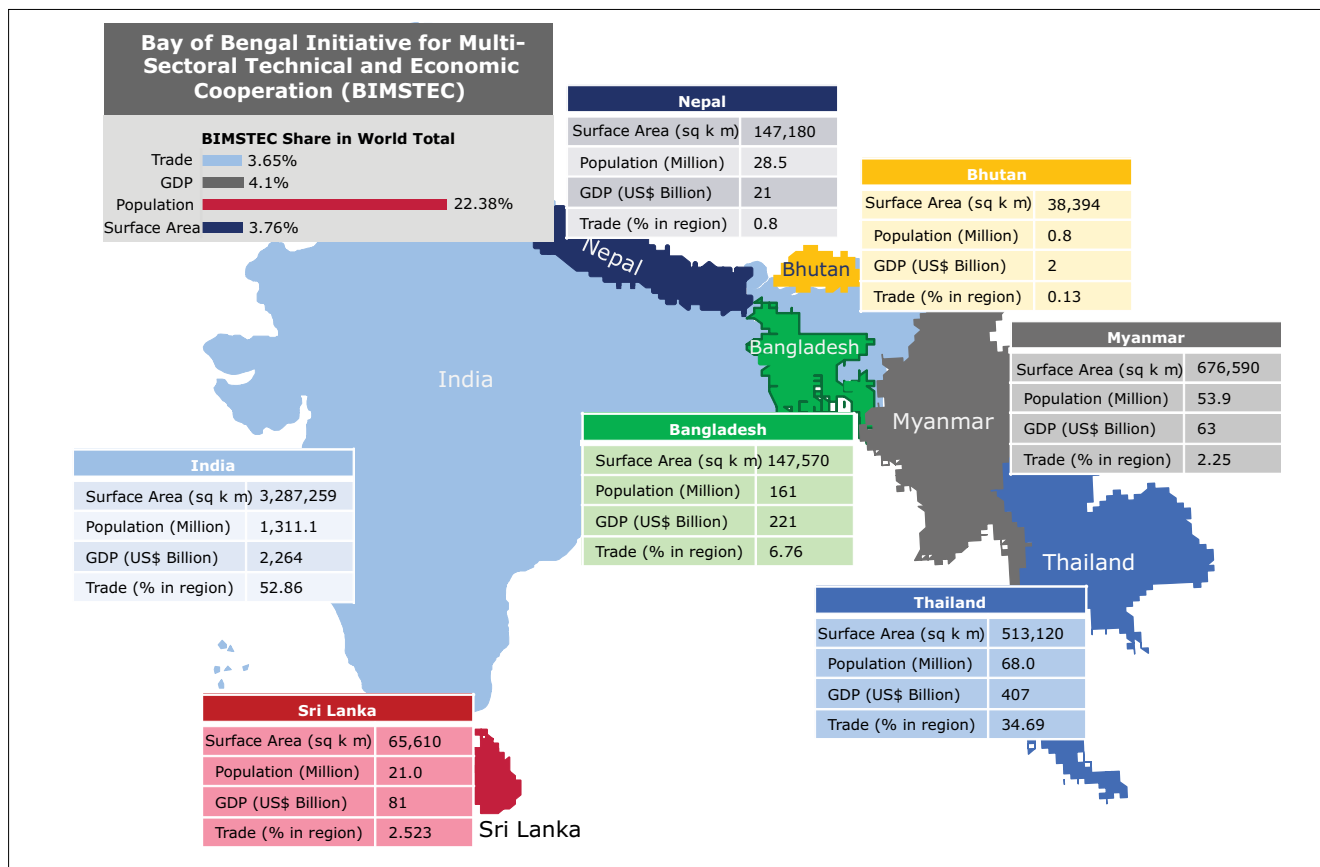 Bay of Bengal Initiative for Multi-
Sectoral Technical and Economic
Cooperation (BIMSTEC)
BIMSTEC Share in World Total
Trade 3.65%
GDP 4.1%
Population 22.38%
Surface Area 3.76%
Nepal
Surface Area (sq k m) 147,180
Population (Million) 28.5
GDP (US$ Billion) 21
Trade (% in region) 0.8
Bhutan
Surface Area (sq k m) 38,394
Population (Million) 0.8
GDP (US$ Billion) 2
Trade (% in region) 0.13
Nepal
Bhutan
Bangladesh
India
Myanmar
Myanmar
Surface Area (sq k m) 676,590
Population (Million) 53.9
GDP (US$ Billion) 63
Trade (% in region) 2.25
Bangladesh
Surface Area (sq k m) 147,570
Population (Million) 161
GDP (US$ Billion) 221
Trade (% in region) 6.76
India
Surface Area (sq k m) 3,287,259
Population (Million) 1,311.1
GDP (US$ Billion) 2,264
Trade (% in region) 52.86
Thailand
Thailand
Surface Area (sq k m) 513,120
Population (Million) 68.0
GDP (US$ Billion) 407
Trade (% in region) 34.69
Sri Lanka
Surface Area (sq k m) 65,610
Population (Million) 21.0
GDP (US$ Billion) 81
Trade (% in region) 2.523
Sri Lanka